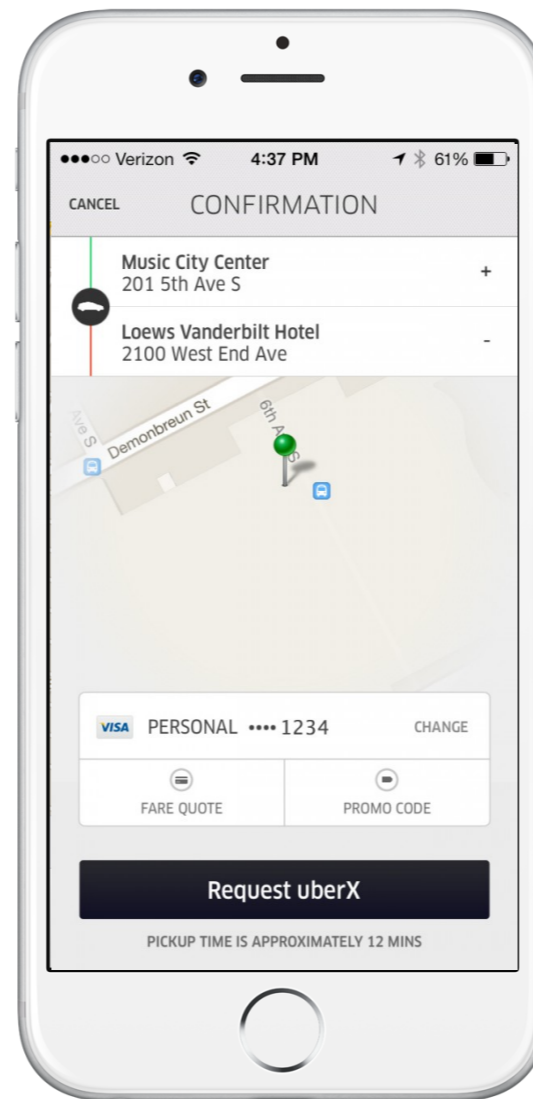 Verizon 4:37 PM 61%
CANCEL CONFIRMATION
Music City Center
201 5th Ave S
+
Loews Vanderbilt Hotel
2100 West End Ave
-
Ave S
Demonbreun St
6th A S
VISA PERSONAL •••• 1234 CHANGE
FARE QUOTE
PROMO CODE
Request uberX
PICKUP TIME IS APPROXIMATELY 12 MINS